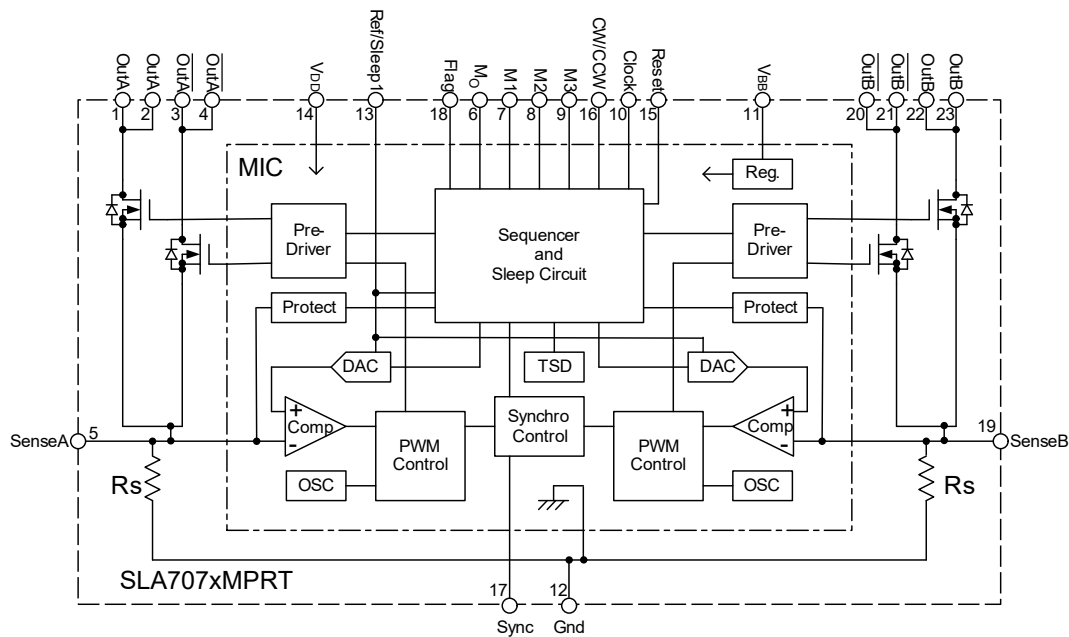 OutA
OutA
OutA
OutA
VDD
Ref/Sleep1
Flag
MO
M1
M2
M3
CW/CCW
Clock
Reset
VBB
OutB
OutB
OutB
OutB
1
2
3
4
14
13
18
6
7
8
9
16
10
15
11
20
21
22
23
MIC
Reg.
Pre-
Driver
Sequencer
and
Sleep Circuit
Pre-
Driver
Protect
Protect
DAC
TSD
DAC
+
-
Comp
PWM
Control
Synchro
Control
PWM
Control
+
-
Comp
SenseA
5
19
SenseB
Rs
OSC
OSC
Rs
SLA707xMPRT
17
12
Sync
Gnd